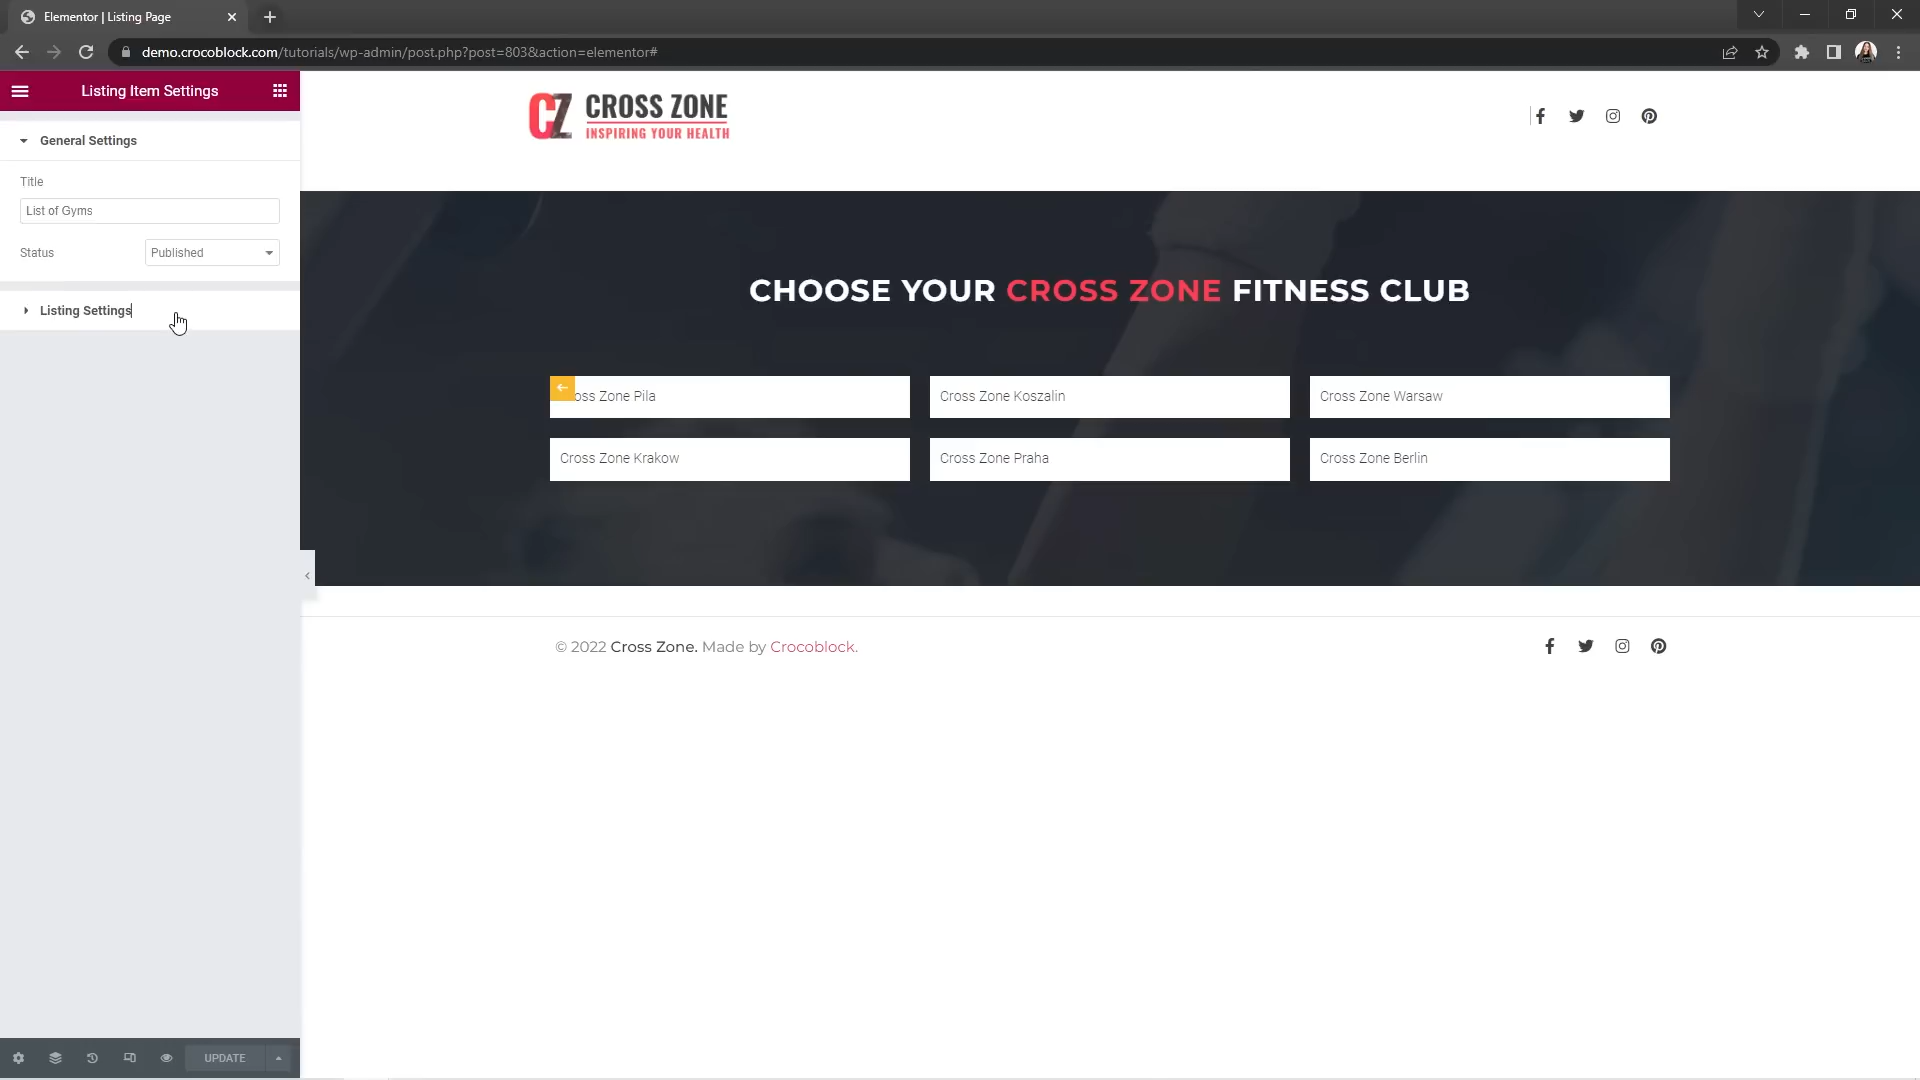 Elementor | Listing Page
demo.crocoblock.com/tutorials/wp-admin/post.php?post=803&action=elementor#
Listing Item Settings
General Settings
Title
List of Gyms
Status
Published
Listing Settings
UPDATE
CZ CROSS ZONE
INSPIRING YOUR HEALTH
CHOOSE YOUR CROSS ZONE FITNESS CLUB
oss Zone Pila
Cross Zone Koszalin
Cross Zone Warsaw
Cross Zone Krakow
Cross Zone Praha
Cross Zone Berlin
© 2022 Cross Zone. Made by Crocoblock.